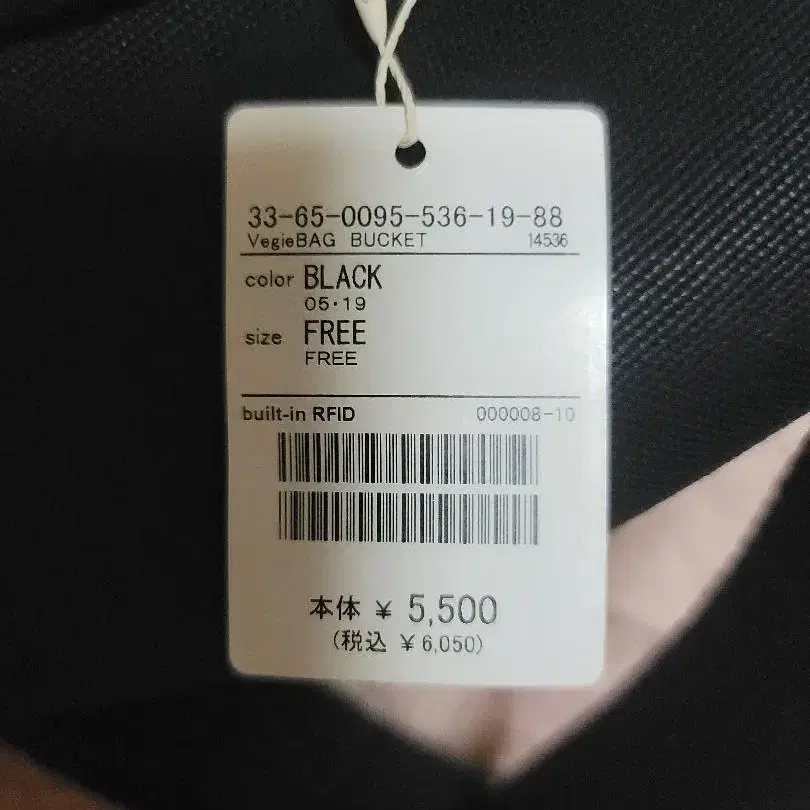 33-65-0095-536-19-88
VegieBAG BUCKET 14536
color BLACK
05·19
size FREE
FREE
built-in RFID 000008-10
本体 ¥ 5,500
(税込 ¥ 6,050)